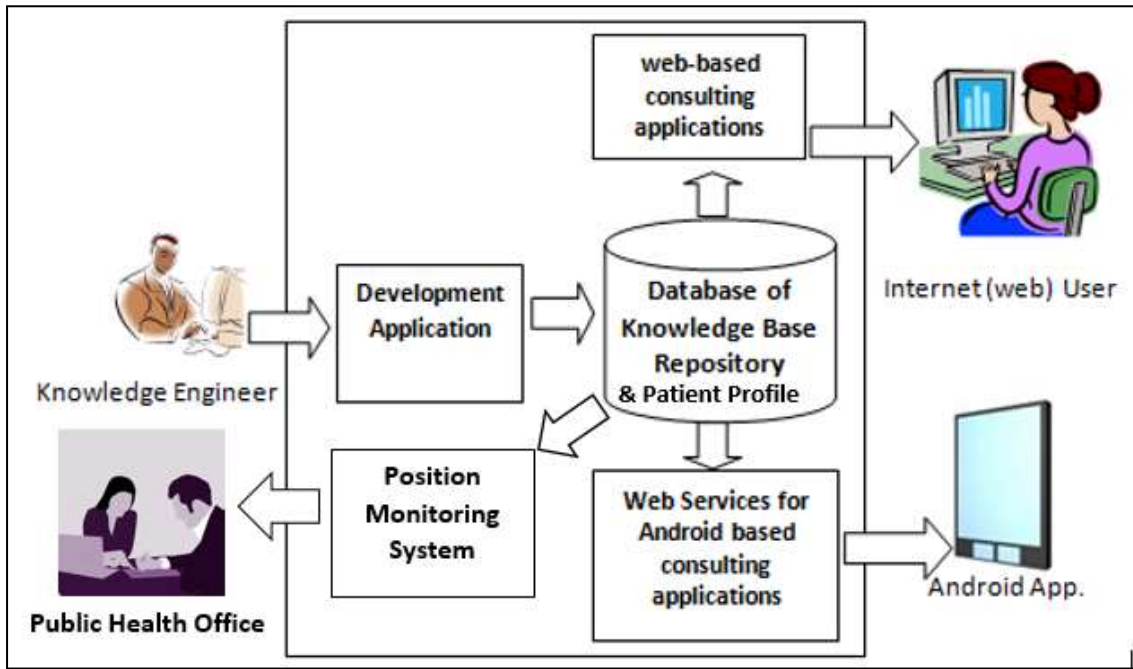 web-based
consulting
applications
Internet(web) User
Development
Application
Database of
Knowledge Base
Repository
& Patient Profile
Knowledge Engineer
Position
Monitoring
System
Web Services for
Android based
consulting
applications
Android App.
Public Health Office